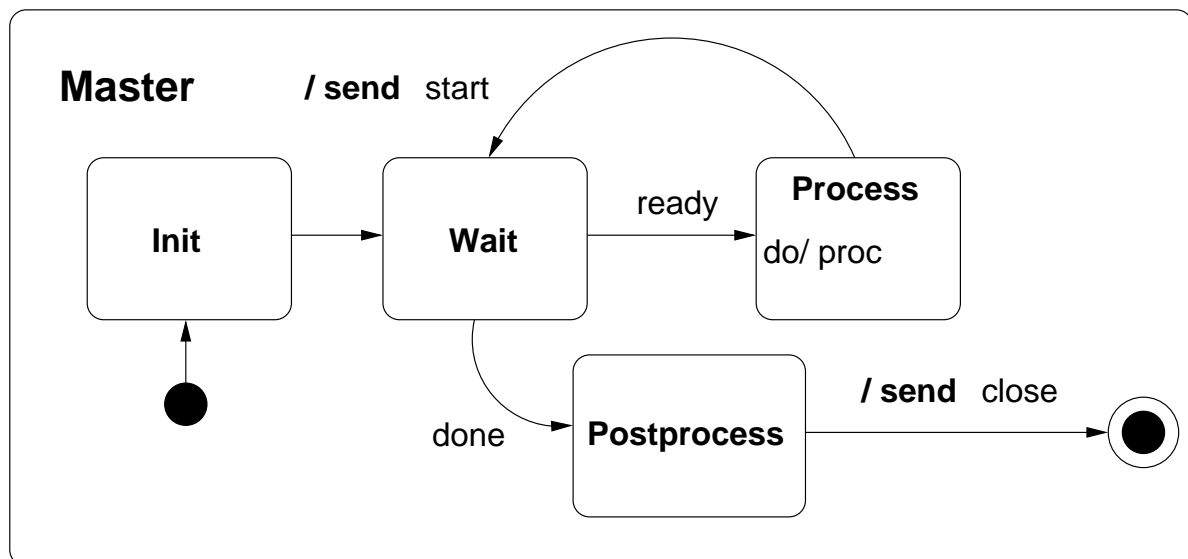 Master
/ send start
Init
Wait
ready
Process
do/ proc
done
Postprocess
/ send close